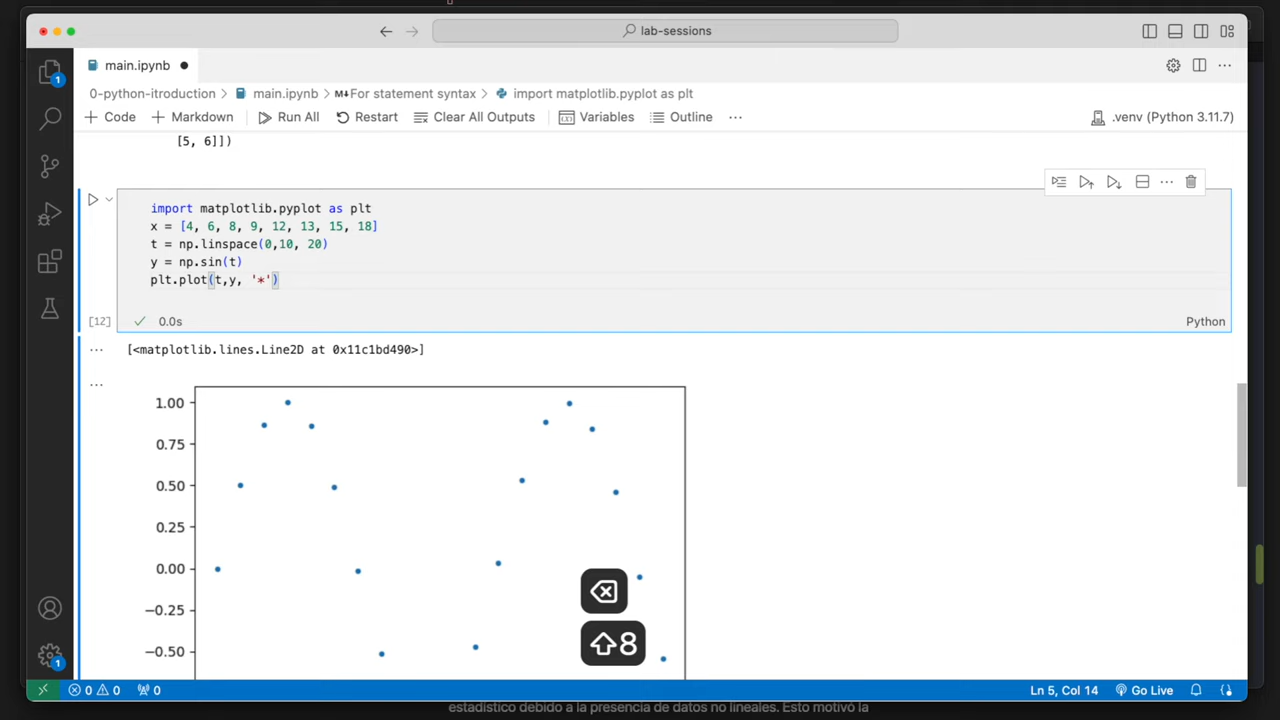 lab-sessions
main.ipynb
0-python-itroduction > main.ipynb > M↓For statement syntax > import matplotlib.pyplot as plt
+ Code + Markdown Run All Restart Clear All Outputs Variables Outline ... .venv (Python 3.11.7)
1
[5, 6]])
import matplotlib.pyplot as plt
x = [4, 6, 8, 9, 12, 13, 15, 18]
t = np.linspace(0,10, 20)
y = np.sin(t)
plt.plot(t,y, '*')
[12] ✓ 0.0s Python
[<matplotlib.lines.Line2D at 0x11c1bd490>]
1.00
0.75
0.50
0.25
0.00
−0.25
−0.50
⇧8
1
0 0 0 Ln 5, Col 14 Go Live
estadístico debido a la presencia de datos no lineales. Esto motivó la